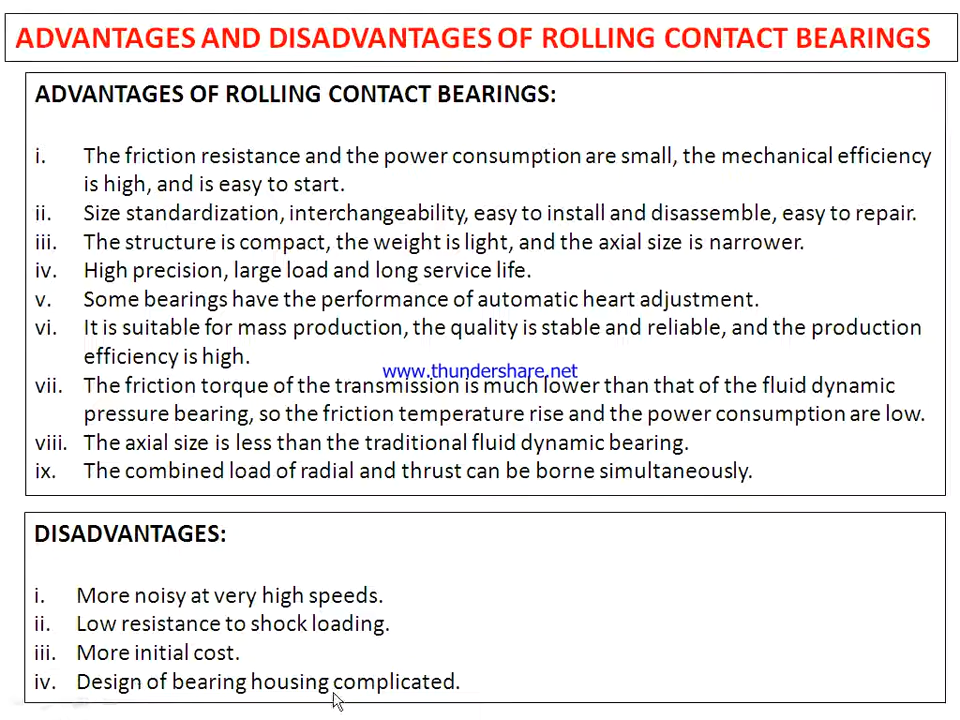 ADVANTAGES AND DISADVANTAGES OF ROLLING CONTACT BEARINGS
ADVANTAGES OF ROLLING CONTACT BEARINGS:
i. The friction resistance and the power consumption are small, the mechanical efficiency
is high, and is easy to start.
ii. Size standardization, interchangeability, easy to install and disassemble, easy to repair.
iii. The structure is compact, the weight is light, and the axial size is narrower.
iv. High precision, large load and long service life.
v. Some bearings have the performance of automatic heart adjustment.
vi. It is suitable for mass production, the quality is stable and reliable, and the production
efficiency is high.
www.thundershare.net
vii. The friction torque of the transmission is much lower than that of the fluid dynamic
pressure bearing, so the friction temperature rise and the power consumption are low.
viii. The axial size is less than the traditional fluid dynamic bearing.
ix. The combined load of radial and thrust can be borne simultaneously.
DISADVANTAGES:
i. More noisy at very high speeds.
ii. Low resistance to shock loading.
iii. More initial cost.
iv. Design of bearing housing complicated.